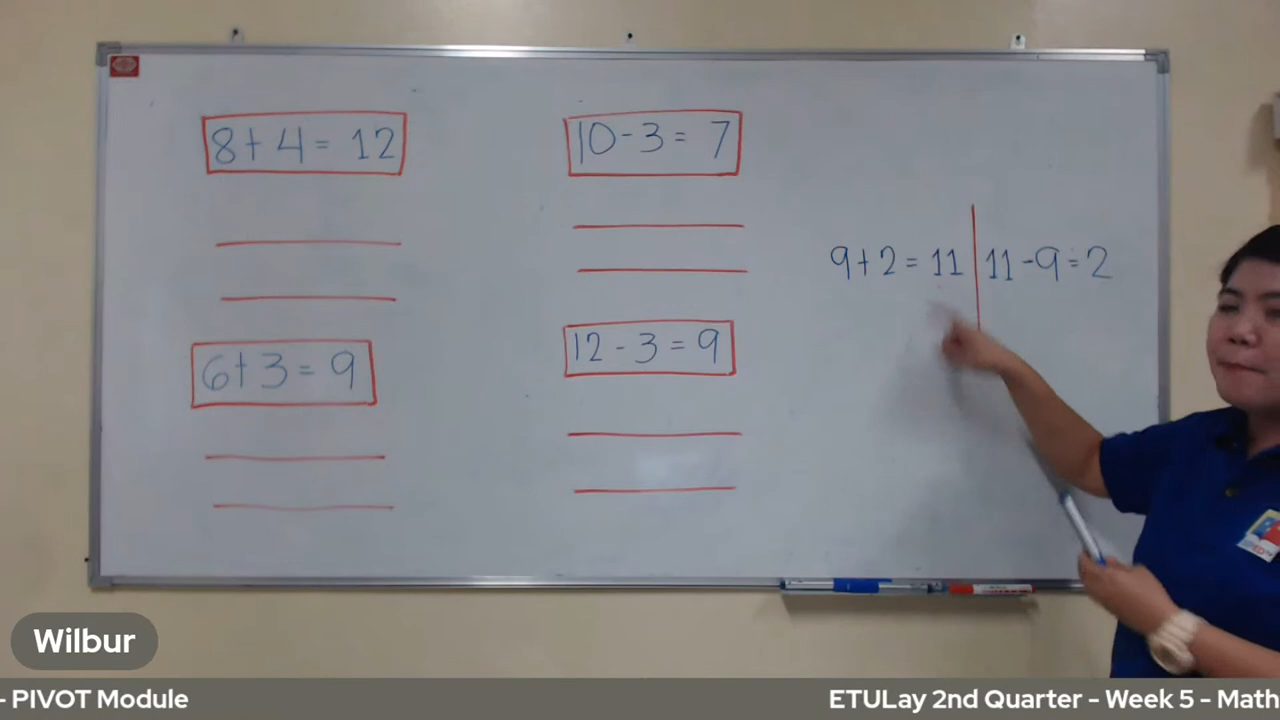 8 + 4 = 12
6 + 3 = 9
10 - 3 = 7
12 - 3 = 9
9 + 2 = 11 | 11 - 9 = 2
Wilbur
- PIVOT Module
ETULay 2nd Quarter - Week 5 - Math